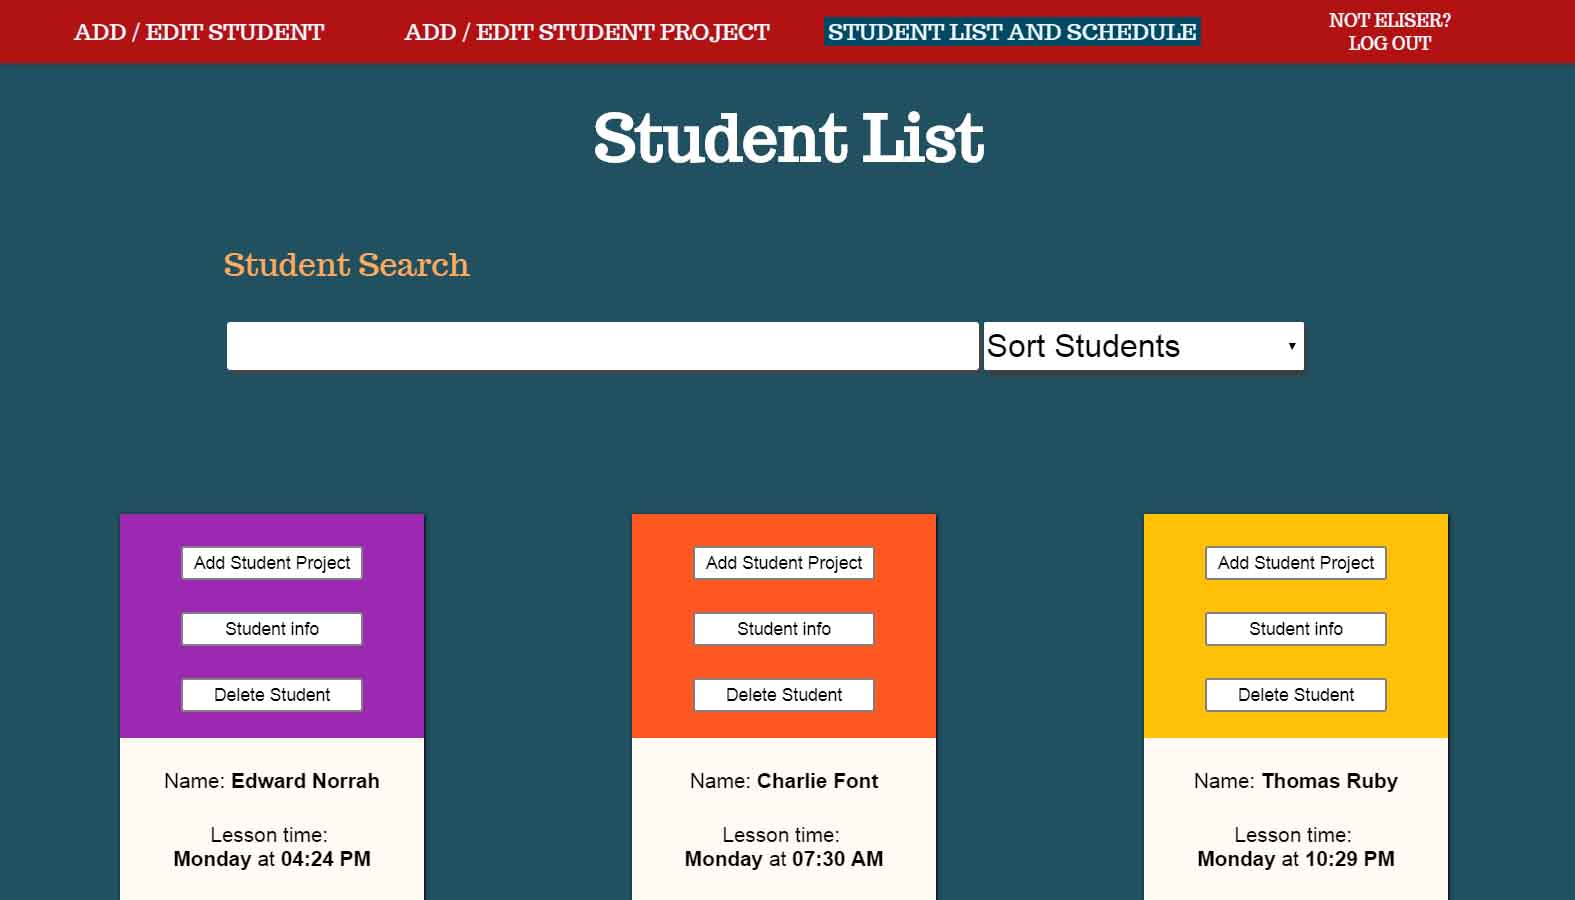 ADD / EDIT STUDENT
ADD / EDIT STUDENT PROJECT
STUDENT LIST AND SCHEDULE
NOT ELISER?
LOG OUT
Student List
Student Search
Sort Students
Add Student Project
Student info
Delete Student
Name: Edward Norrah
Lesson time:
Monday at 04:24 PM
Add Student Project
Student info
Delete Student
Name: Charlie Font
Lesson time:
Monday at 07:30 AM
Add Student Project
Student info
Delete Student
Name: Thomas Ruby
Lesson time:
Monday at 10:29 PM